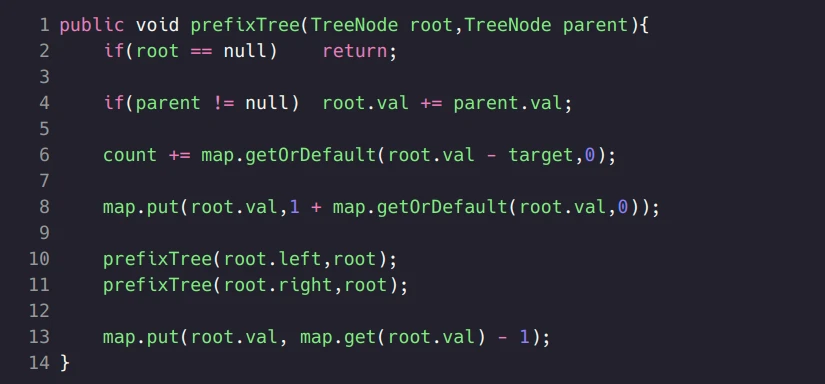 1 public void prefixTree(TreeNode root,TreeNode parent){
2     if(root == null)    return;
3
4     if(parent != null)  root.val += parent.val;
5
6     count += map.getOrDefault(root.val - target,0);
7
8     map.put(root.val,1 + map.getOrDefault(root.val,0));
9
10     prefixTree(root.left,root);
11     prefixTree(root.right,root);
12
13     map.put(root.val, map.get(root.val) - 1);
14 }